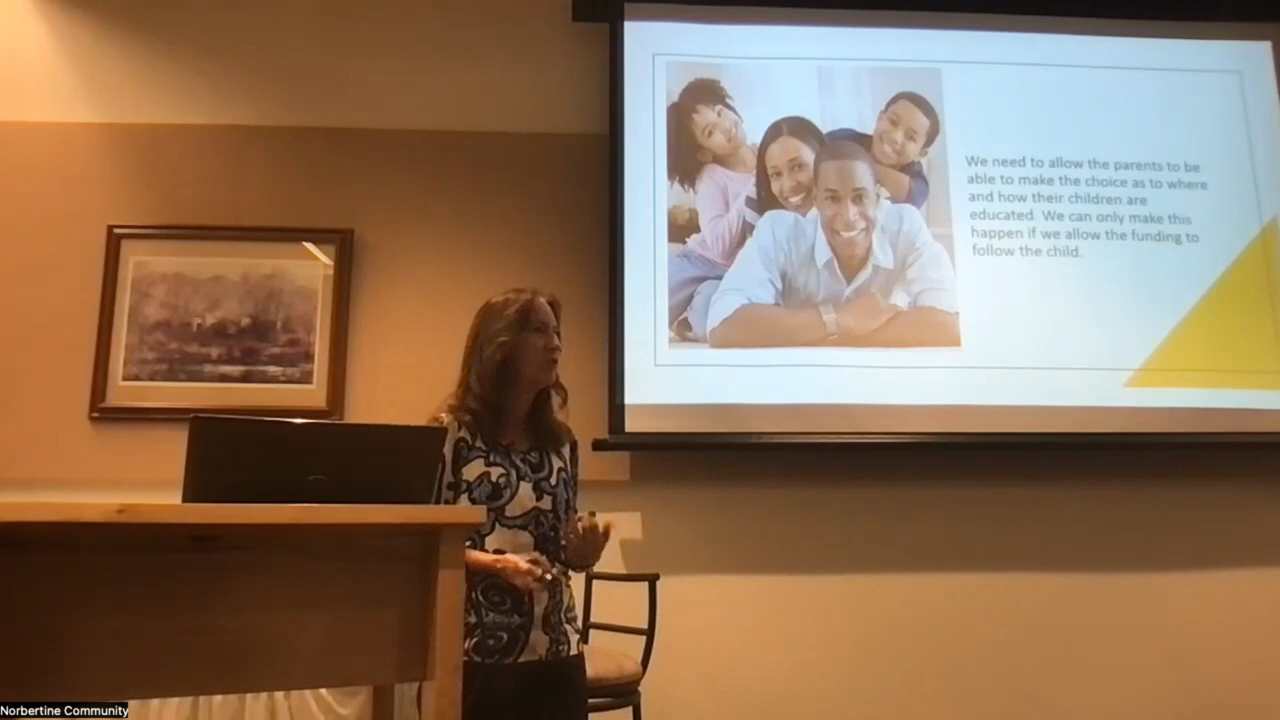 We need to allow the parents to be
able to make the choice as to where
and how their children are
educated. We can only make this
happen if we allow the funding to
follow the child.
Norbertine Community